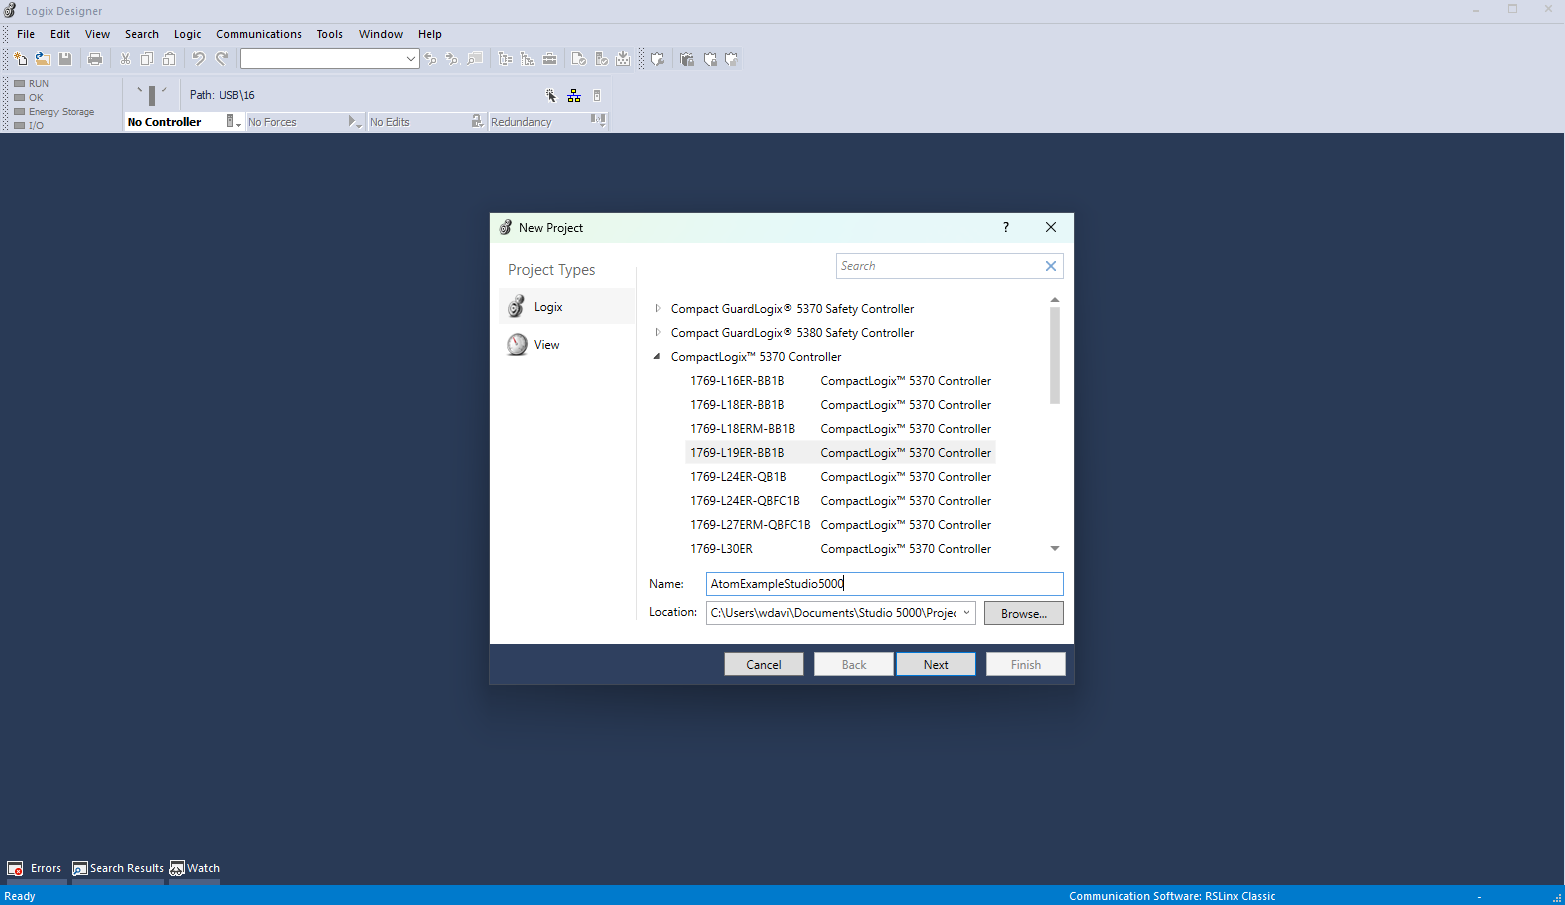 Logix Designer
File Edit View Search Logic Communications Tools Window Help
RUN
OK
Energy Storage
I/O
Path: USB\16
No Controller No Forces No Edits Redundancy
New Project ?
Project Types
Logix
View
Search
Compact GuardLogix® 5370 Safety Controller
Compact GuardLogix® 5380 Safety Controller
CompactLogix™ 5370 Controller
1769-L16ER-BB1B CompactLogix™ 5370 Controller
1769-L18ER-BB1B CompactLogix™ 5370 Controller
1769-L18ERM-BB1B CompactLogix™ 5370 Controller
1769-L19ER-BB1B CompactLogix™ 5370 Controller
1769-L24ER-QB1B CompactLogix™ 5370 Controller
1769-L24ER-QBFC1B CompactLogix™ 5370 Controller
1769-L27ERM-QBFC1B CompactLogix™ 5370 Controller
1769-L30ER CompactLogix™ 5370 Controller
Name: AtomExampleStudio5000
Location: C:\Users\wdavi\Documents\Studio 5000\Projec Browse...
Cancel Back Next Finish
Errors Search Results Watch
Ready Communication Software: RSLinx Classic -